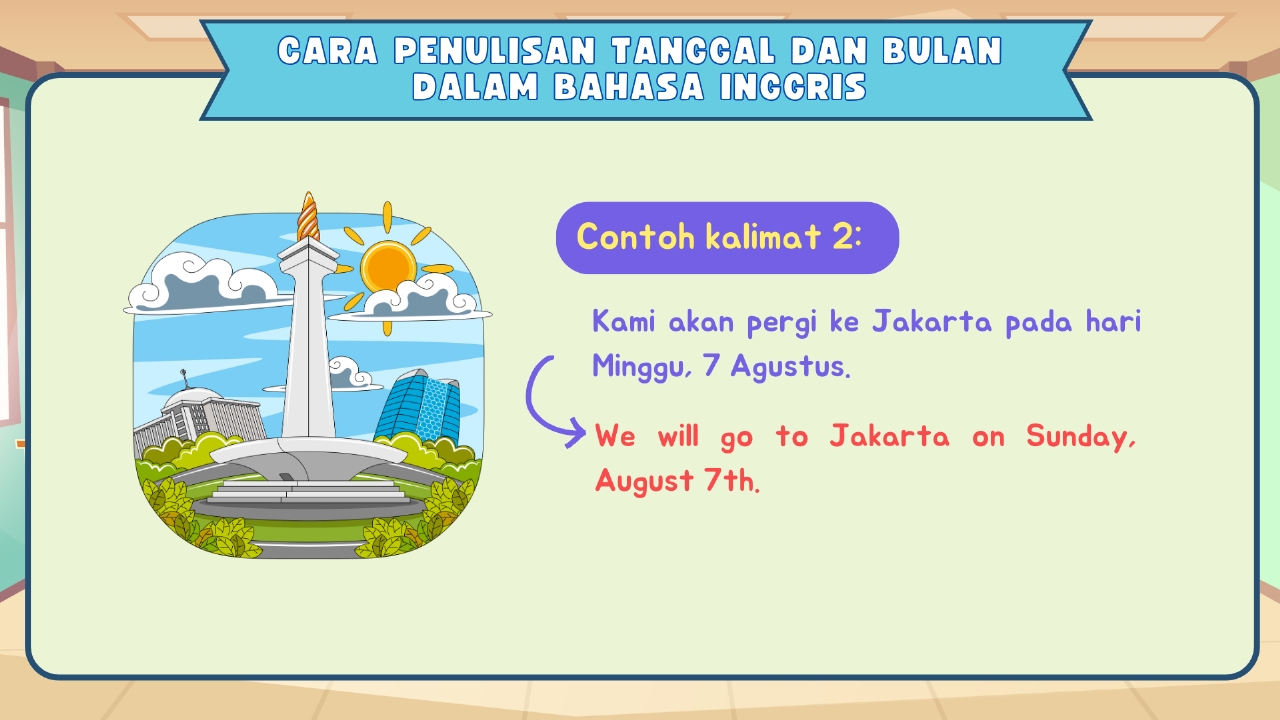 CARA PENULISAN TANGGAL DAN BULAN
DALAM BAHASA INGGRIS
Contoh kalimat 2:
Kami akan pergi ke Jakarta pada hari
Minggu, 7 Agustus.
We will go to Jakarta on Sunday,
August 7th.